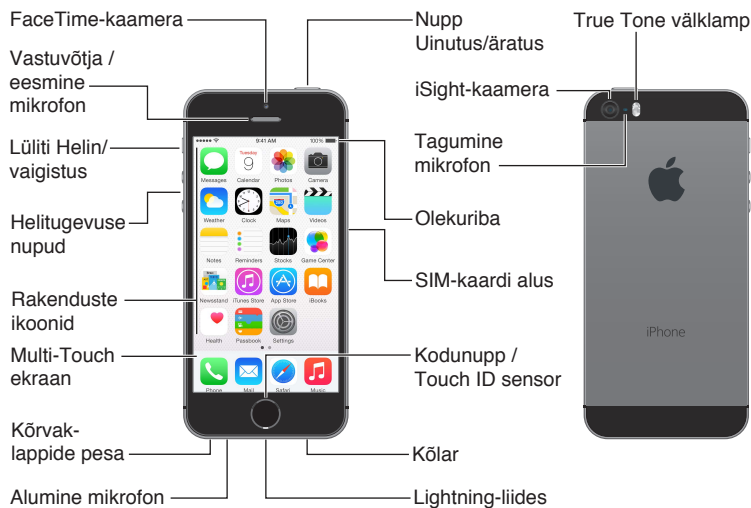 FaceTime-kaamera
Vastuvõtja /
eesmine
mikrofon
Lüliti Helin/
vaigistus
Helitugevuse
nupud
Rakenduste
ikoonid
Multi-Touch
ekraan
Kõrvak-
lappide pesa
Alumine mikrofon
9:41 AM
100%
Tuesday
9
Messages Calendar Photos Camera
Weather Clock Maps Videos
Notes Reminders Stocks Game Center
Newsstand iTunes Store App Store iBooks
Health Passbook Settings
Phone Mail Safari Music
Nupp
Uinutus/äratus
iSight-kaamera
Tagumine
mikrofon
Olekuriba
SIM-kaardi alus
Kodunupp /
Touch ID sensor
Kõlar
Lightning-liides
True Tone välklamp
iPhone